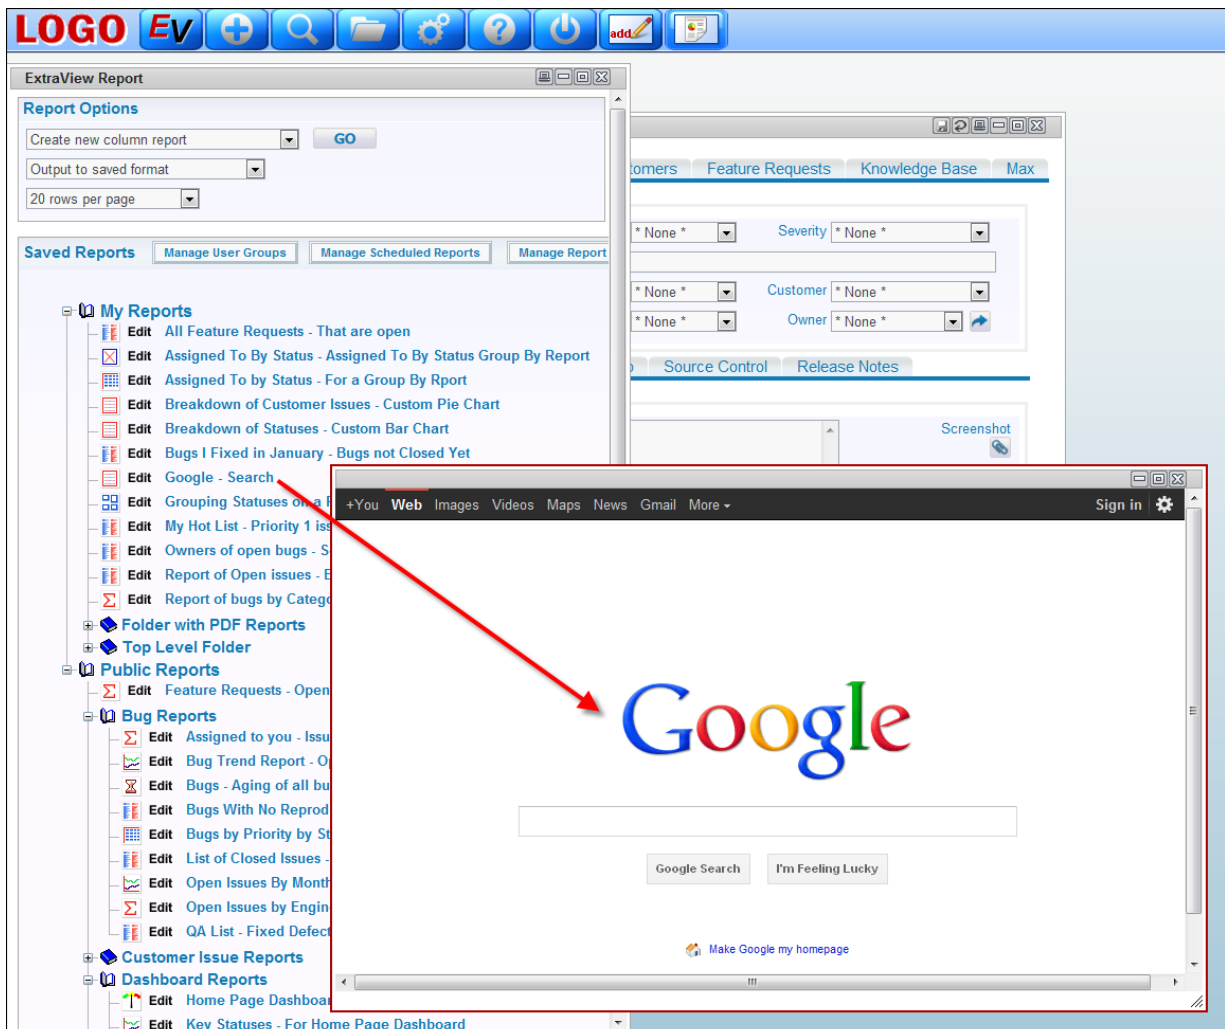 LOGO EV add
ExtraView Report
Report Options
Create new column report GO
Output to saved format
20 rows per page
Saved Reports Manage User Groups Manage Scheduled Reports Manage Report
My Reports
Edit All Feature Requests - That are open
Edit Assigned To By Status - Assigned To By Status Group By Report
Edit Assigned To by Status - For a Group By Rport
Edit Breakdown of Customer Issues - Custom Pie Chart
Edit Breakdown of Statuses - Custom Bar Chart
Edit Bugs I Fixed in January - Bugs not Closed Yet
Edit Google - Search
Edit Grouping Statuses on a
Edit My Hot List - Priority 1 iss
Edit Owners of open bugs - S
Edit Report of Open issues - E
Edit Report of bugs by Catego
Folder with PDF Reports
Top Level Folder
Public Reports
Edit Feature Requests - Open
Bug Reports
Edit Assigned to you - Issu
Edit Bug Trend Report - Op
Edit Bugs - Aging of all bu
Edit Bugs With No Reprod
Edit Bugs by Priority by St
Edit List of Closed Issues -
Edit Open Issues By Month
Edit Open Issues by Engin
Edit QA List - Fixed Defect
Customer Issue Reports
Dashboard Reports
Edit Home Page Dashboar
Edit Key Statuses - For Home Page Dashboard
tomers Feature Requests Knowledge Base Max
* None * Severity * None *
* None * Customer * None *
* None * Owner * None *
Source Control Release Notes
Screenshot
+You Web Images Videos Maps News Gmail More Sign in
Google
Google Search I'm Feeling Lucky
Make Google my homepage